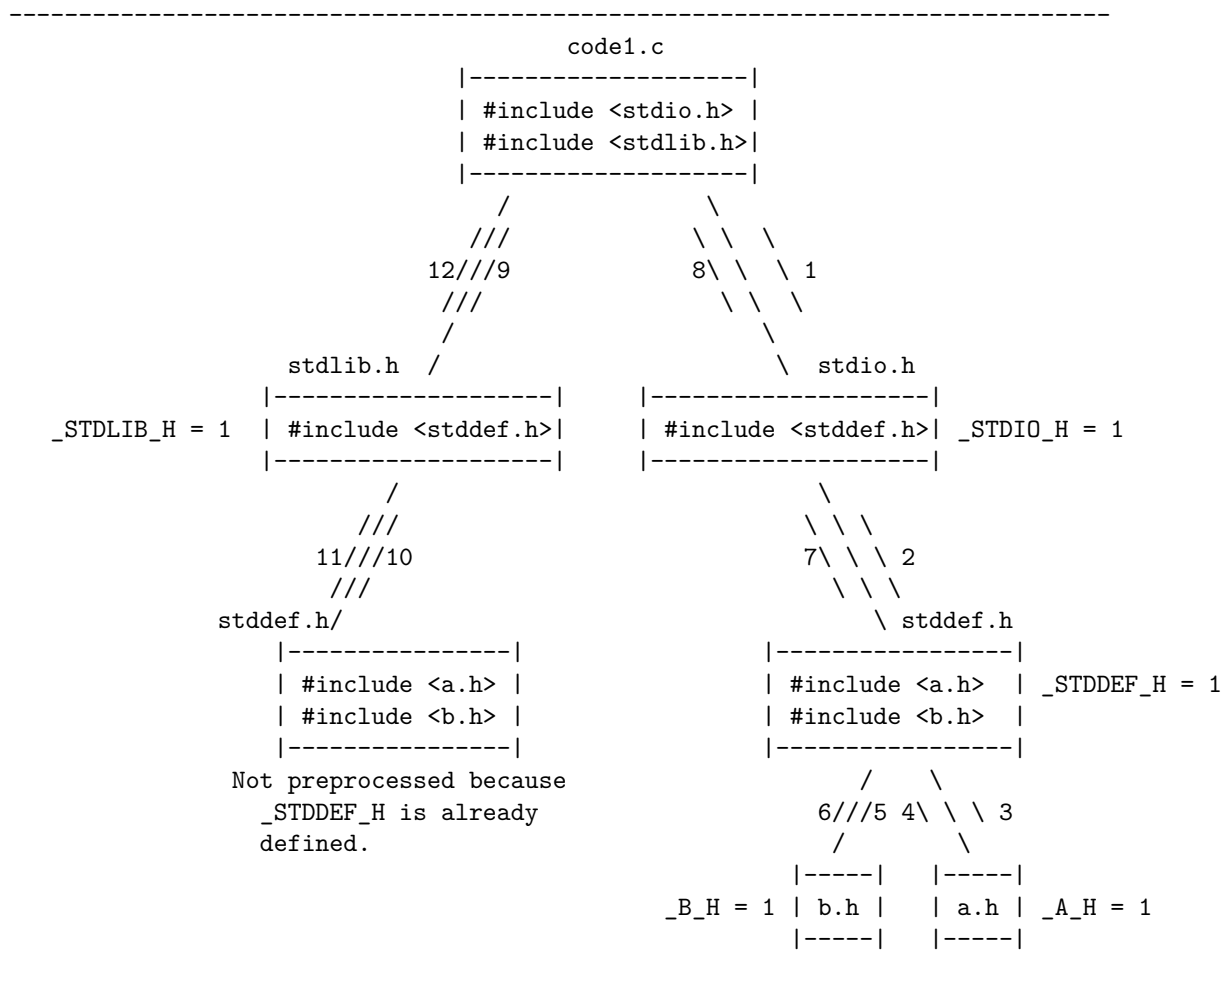 code1.c
#include <stdio.h>
#include <stdlib.h>
12 9 8 1
stdlib.h stdio.h
_STDLIB_H = 1 #include <stddef.h> #include <stddef.h> _STDIO_H = 1
11 10 7 2
stddef.h stddef.h
#include <a.h> #include <a.h> _STDDEF_H = 1
#include <b.h> #include <b.h>
Not preprocessed because
_STDDEF_H is already 6 5 4 3
defined.
_B_H = 1 b.h a.h _A_H = 1